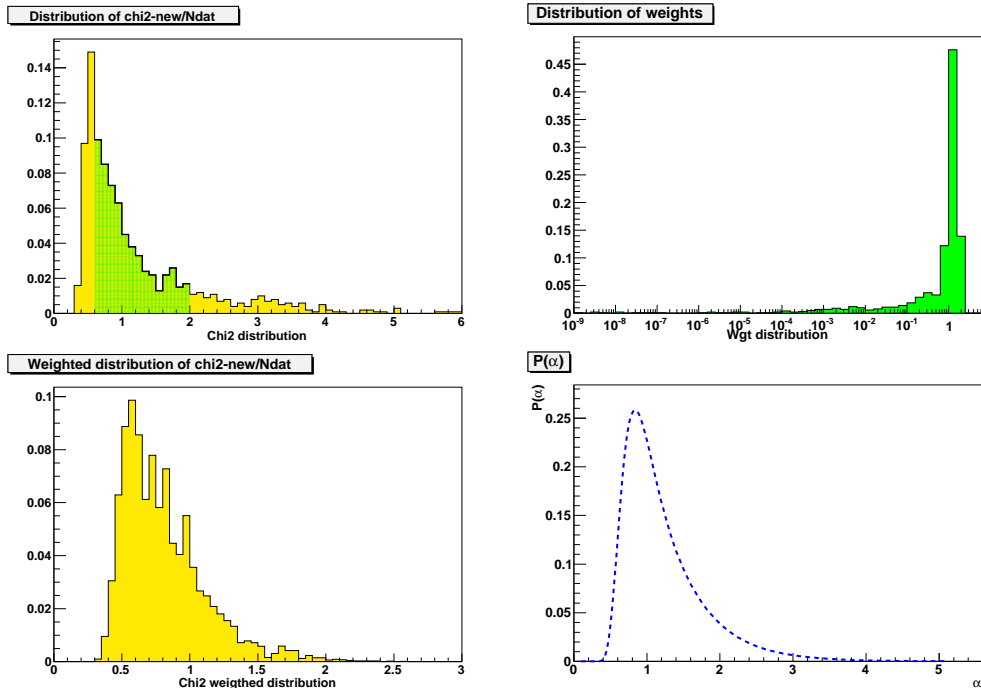 Distribution of chi2-new/Ndat
0.14
0.12
0.1
0.08
0.06
0.04
0.02
0
0 1 2 3 4 5 6
Chi2 distribution
Distribution of weights
0.45
0.4
0.35
0.3
0.25
0.2
0.15
0.1
0.05
0
10⁻⁹ 10⁻⁸ 10⁻⁷ 10⁻⁶ 10⁻⁵ 10⁻⁴ 10⁻³ 10⁻² 10⁻¹ 1
Wgt distribution
Weighted distribution of chi2-new/Ndat
0.1
0.08
0.06
0.04
0.02
0
0 0.5 1 1.5 2 2.5 3
Chi2 weigthed distribution
P(α)
P(α)
0.25
0.2
0.15
0.1
0.05
0
0 1 2 3 4 5
α